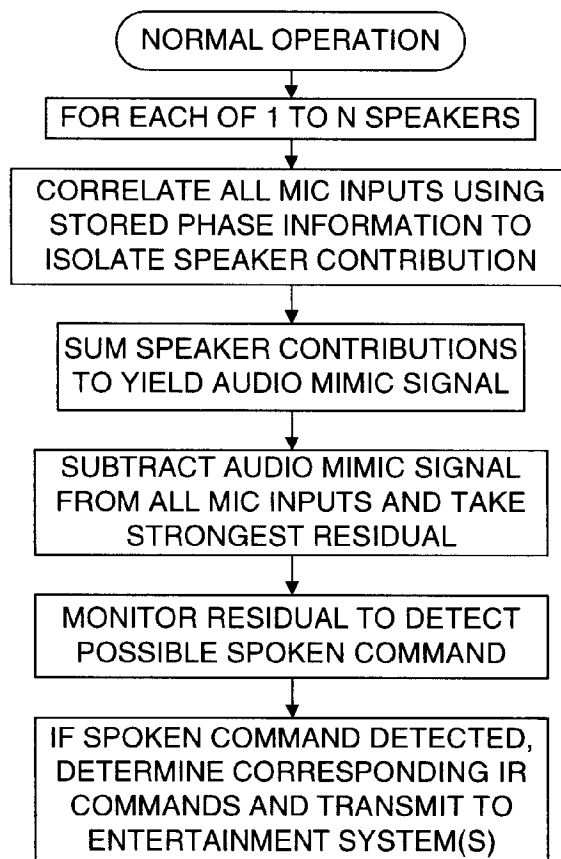 NORMAL OPERATION
FOR EACH OF 1 TO N SPEAKERS
CORRELATE ALL MIC INPUTS USING
STORED PHASE INFORMATION TO
ISOLATE SPEAKER CONTRIBUTION
SUM SPEAKER CONTRIBUTIONS
TO YIELD AUDIO MIMIC SIGNAL
SUBTRACT AUDIO MIMIC SIGNAL
FROM ALL MIC INPUTS AND TAKE
STRONGEST RESIDUAL
MONITOR RESIDUAL TO DETECT
POSSIBLE SPOKEN COMMAND
IF SPOKEN COMMAND DETECTED,
DETERMINE CORRESPONDING IR
COMMANDS AND TRANSMIT TO
ENTERTAINMENT SYSTEM(S)